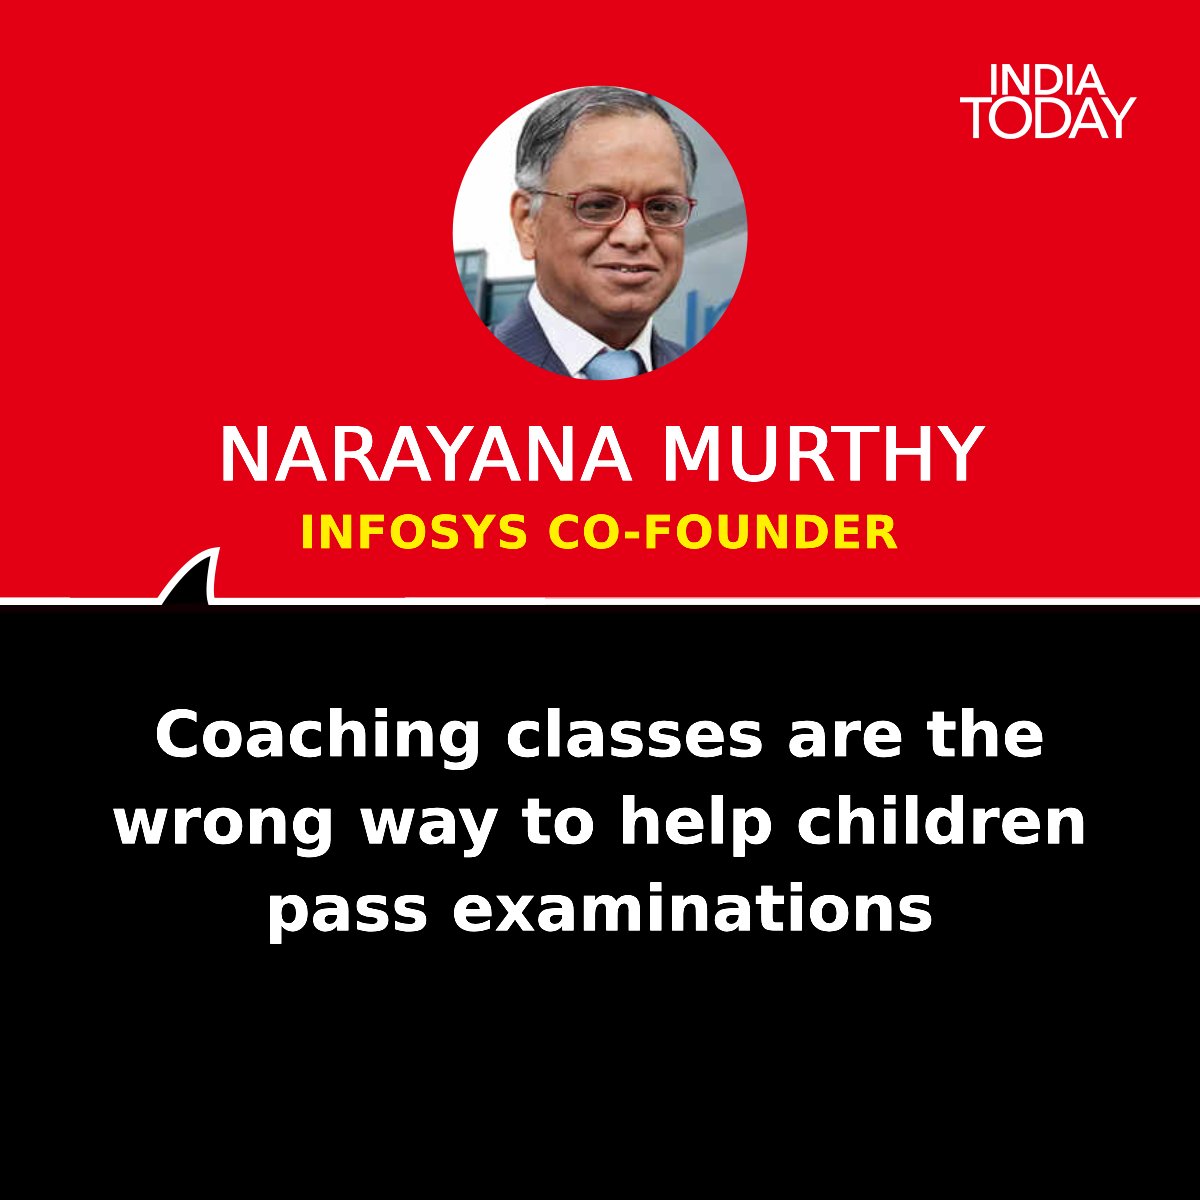 INDIA
TODAY
NARAYANA MURTHY
INFOSYS CO-FOUNDER
Coaching classes are the
wrong way to help children
pass examinations